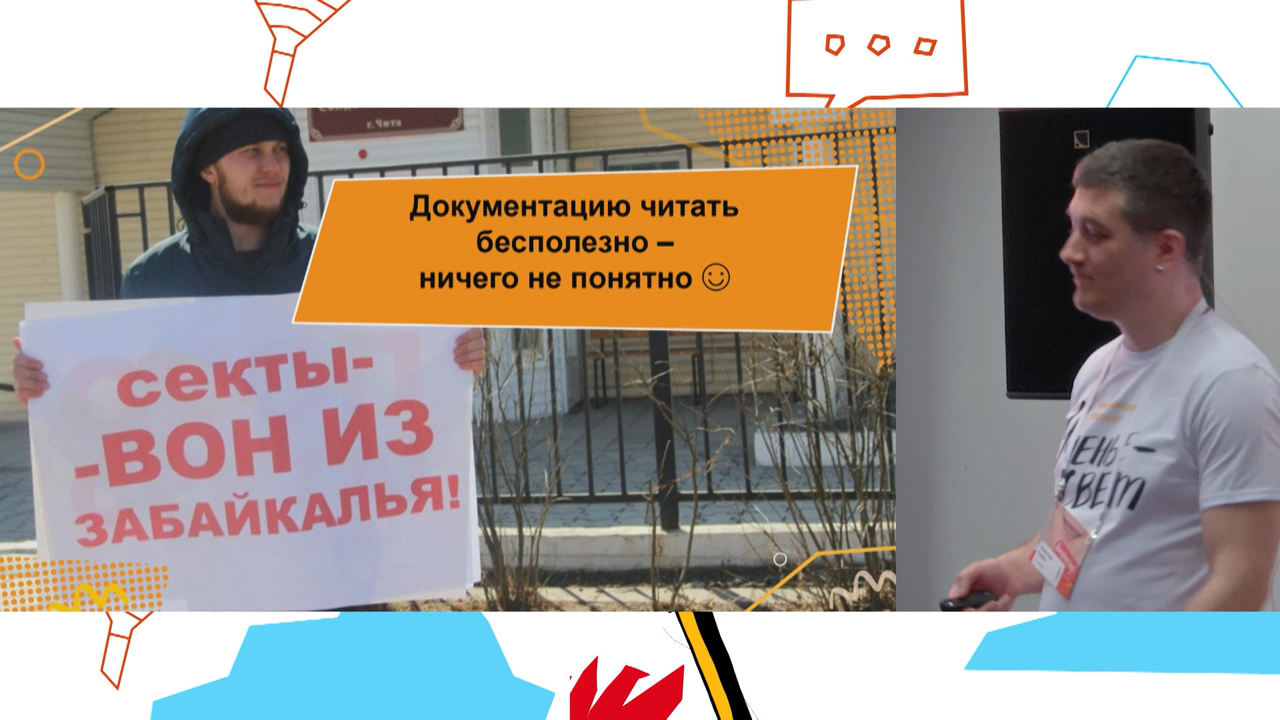 г.Чита
Документацию читать
бесполезно –
ничего не понятно ☺
секты-
-ВОН ИЗ
ЗАБАЙКАЛЬЯ!